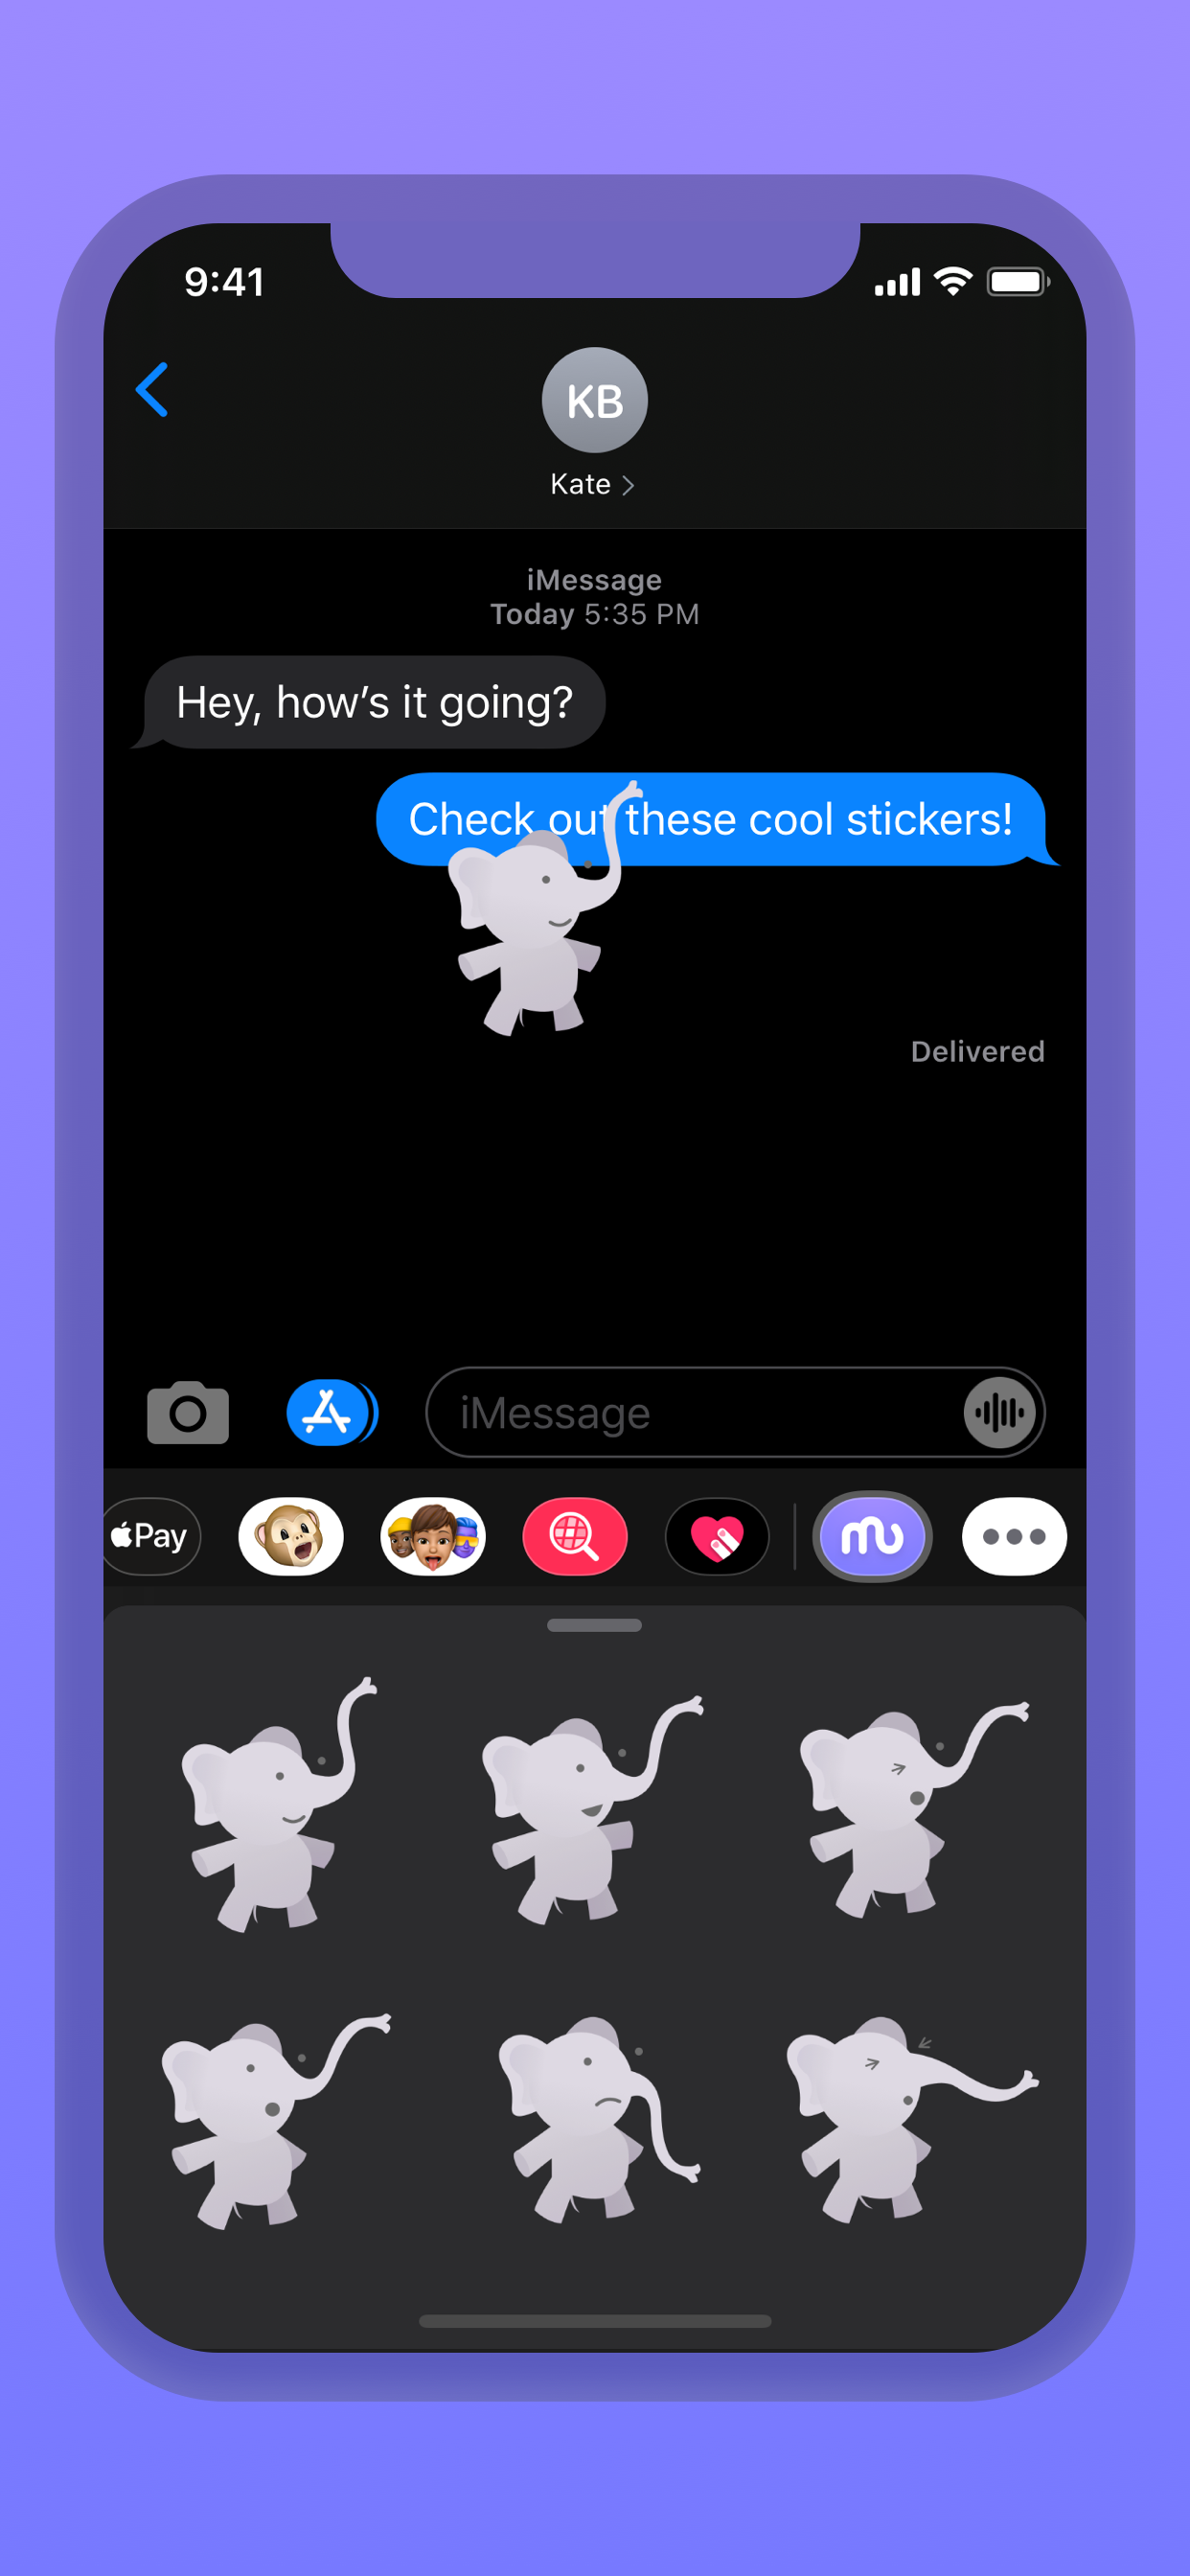 9:41
KB
Kate
iMessage
Today 5:35 PM
Hey, how’s it going?
Check out these cool stickers!
Delivered
iMessage
Pay